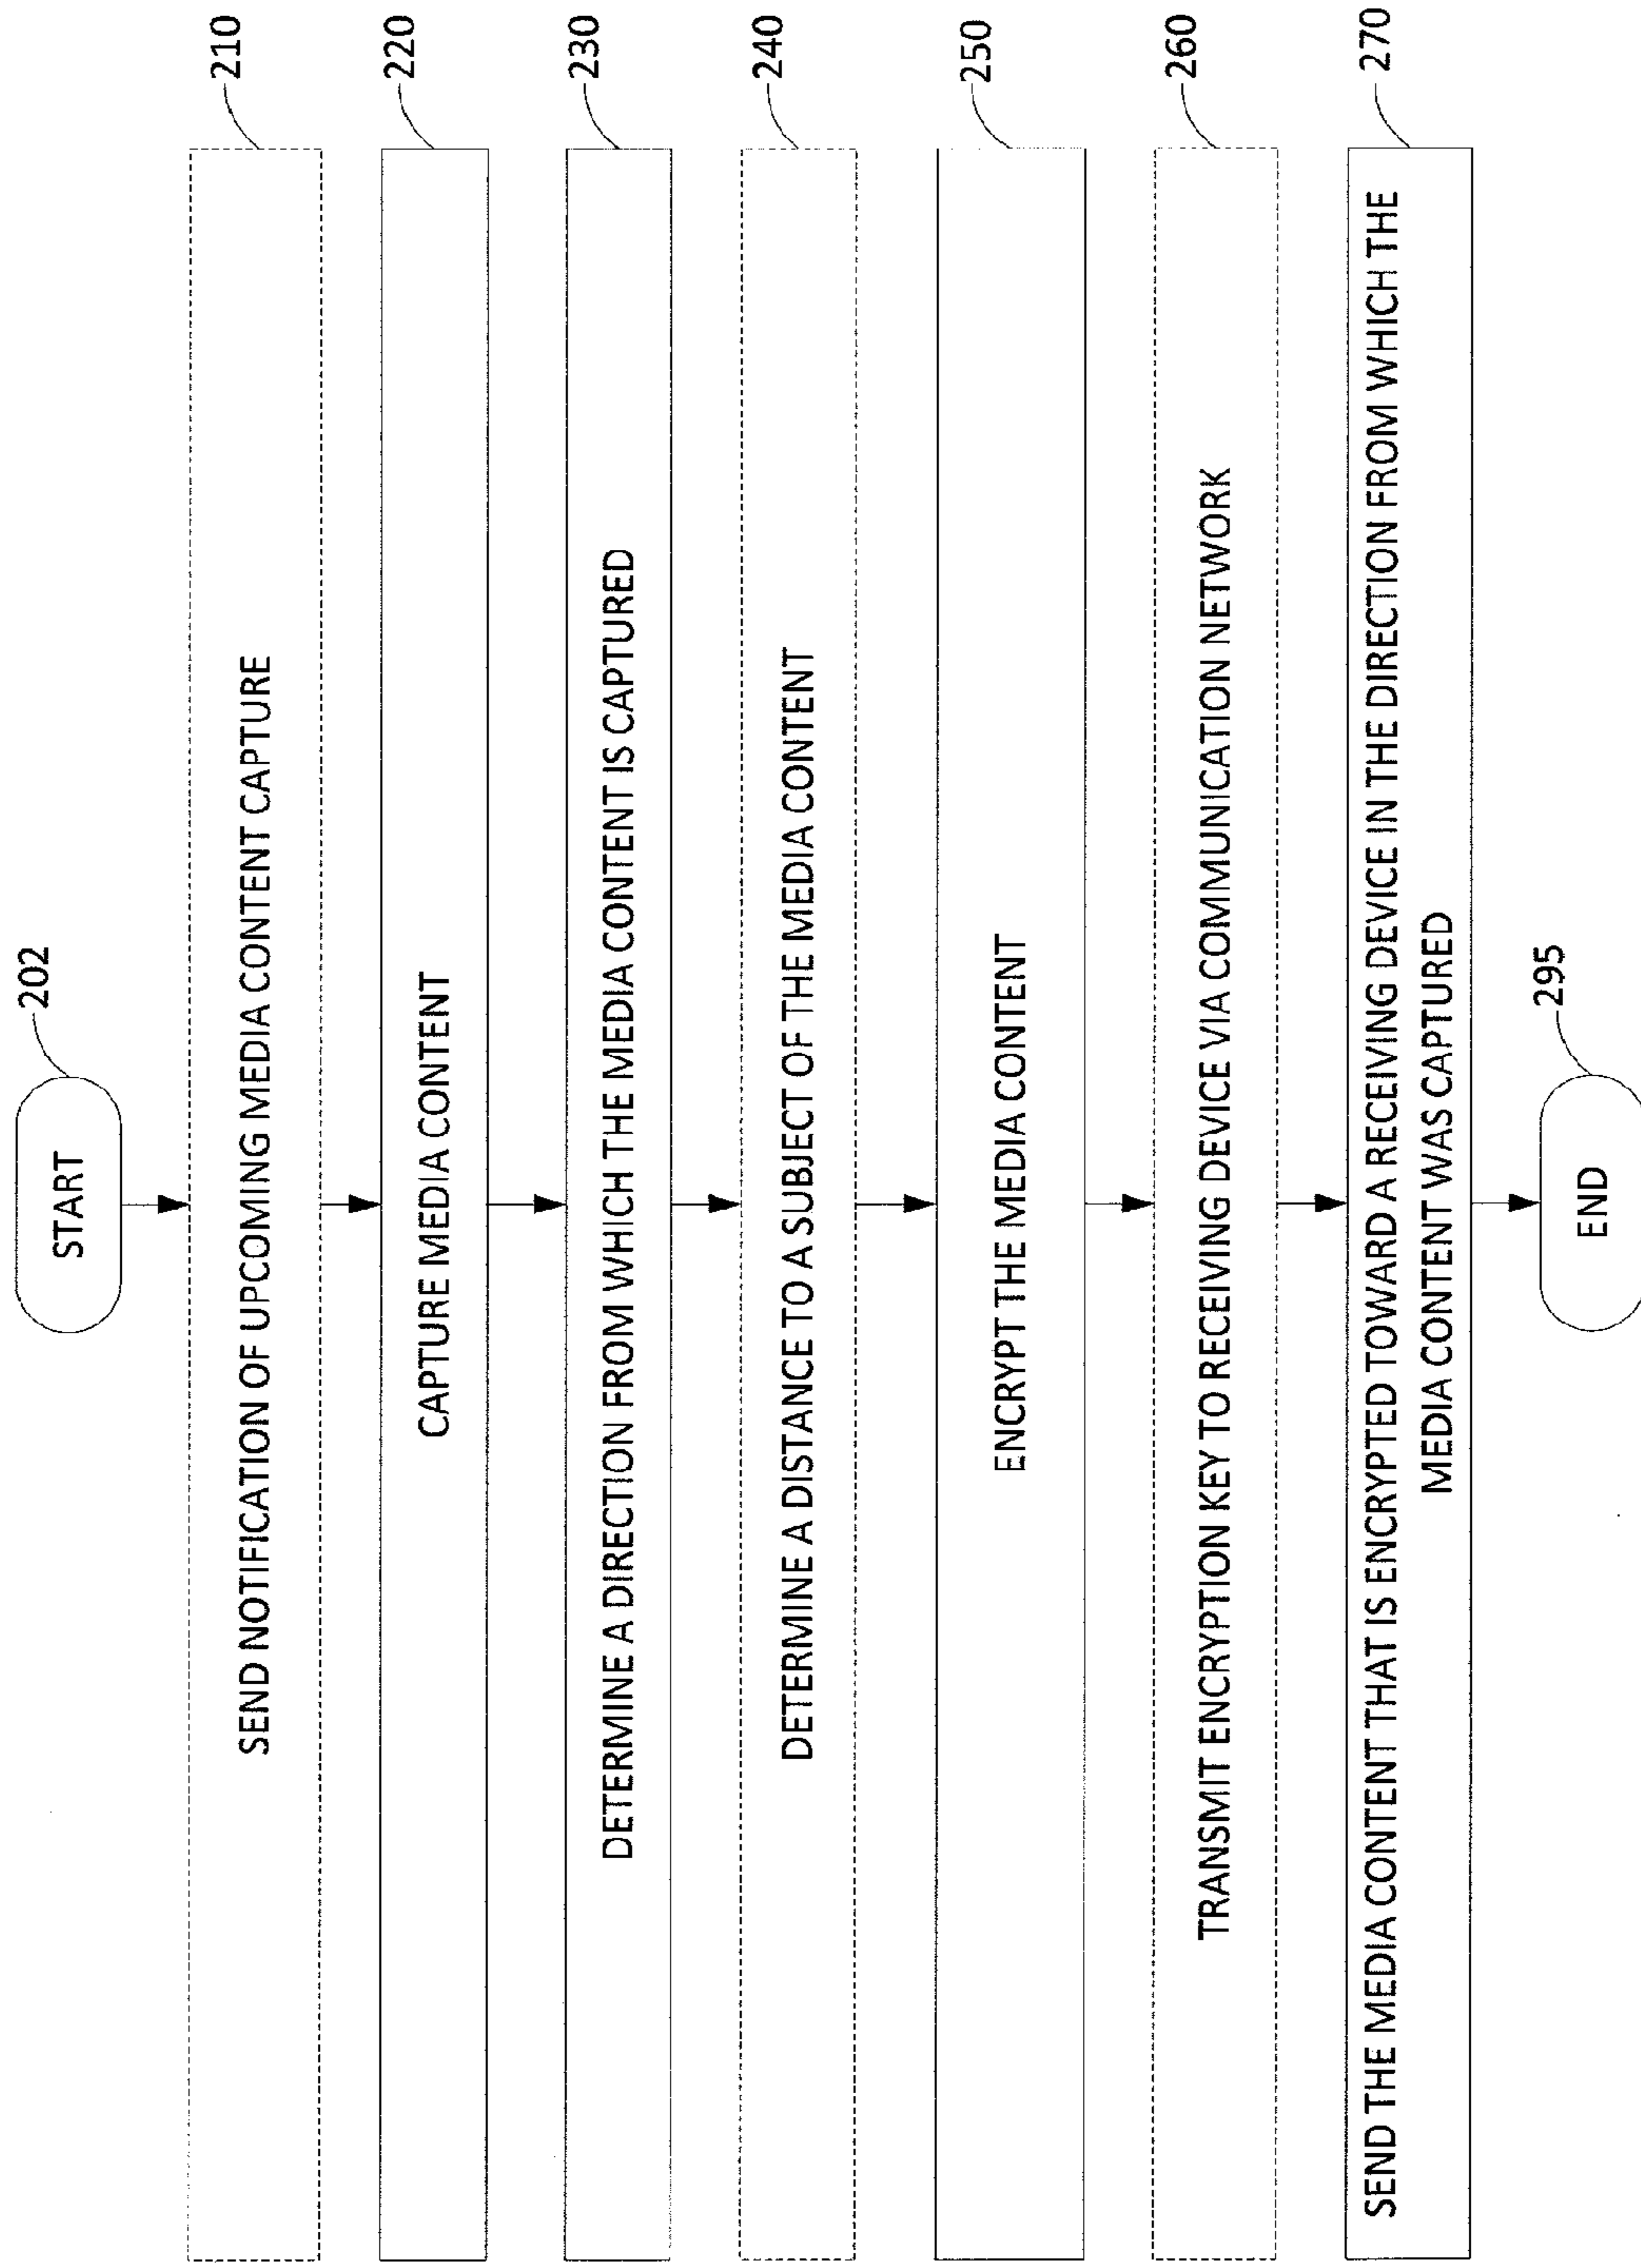 202
START
210
SEND NOTIFICATION OF UPCOMING MEDIA CONTENT CAPTURE
220
CAPTURE MEDIA CONTENT
230
DETERMINE A DIRECTION FROM WHICH THE MEDIA CONTENT IS CAPTURED
240
DETERMINE A DISTANCE TO A SUBJECT OF THE MEDIA CONTENT
250
ENCRYPT THE MEDIA CONTENT
260
TRANSMIT ENCRYPTION KEY TO RECEIVING DEVICE VIA COMMUNICATION NETWORK
270
SEND THE MEDIA CONTENT THAT IS ENCRYPTED TOWARD A RECEIVING DEVICE IN THE DIRECTION FROM WHICH THE
MEDIA CONTENT WAS CAPTURED
295
END